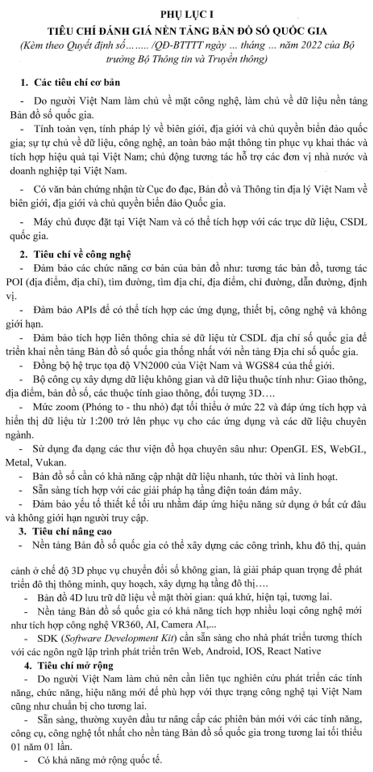 PHỤ LỤC I
TIÊU CHÍ ĐÁNH GIÁ NỀN TẢNG BẢN ĐỒ SỐ QUỐC GIA
(Kèm theo Quyết định số........ /QĐ-BTTTT ngày ... tháng ... năm 2022 của Bộ
trưởng Bộ Thông tin và Truyền thông)
1. Các tiêu chí cơ bản
- Do người Việt Nam làm chủ về mặt công nghệ, làm chủ về dữ liệu nền tảng
Bản đồ số quốc gia.
- Tính toàn vẹn, tính pháp lý về biên giới, địa giới và chủ quyền biển đảo quốc
gia; sự tự chủ về dữ liệu, công nghệ, an toàn bảo mật thông tin phục vụ khai thác và
tích hợp hiệu quả tại Việt Nam; chủ động tương tác hỗ trợ các đơn vị nhà nước và
doanh nghiệp tại Việt Nam.
- Có văn bản chứng nhận từ Cục đo đạc, Bản đồ và Thông tin địa lý Việt Nam về
biên giới, địa giới và chủ quyền biển đảo Quốc gia.
- Máy chủ được đặt tại Việt Nam và có thể tích hợp với các trục dữ liệu, CSDL
quốc gia.
2. Tiêu chí về công nghệ
- Đảm bảo các chức năng cơ bản của bản đồ như: tương tác bản đồ, tương tác
POI (địa điểm, địa chỉ), tìm đường, tìm địa chỉ, địa điểm, chỉ đường, dẫn đường, định
vị.
- Đảm bảo APIs để có thể tích hợp các ứng dụng, thiết bị, công nghệ và không
giới hạn.
- Đảm bảo tích hợp liên thông chia sẻ dữ liệu từ CSDL địa chỉ số quốc gia để
triển khai nền tảng Bản đồ số quốc gia thống nhất với nền tảng Địa chỉ số quốc gia.
- Đồng bộ hệ trục tọa độ VN2000 của Việt Nam và WGS84 của thế giới.
- Bộ công cụ xây dựng dữ liệu không gian và dữ liệu thuộc tính như: Giao thông,
địa điểm, bản đồ số, các thuộc tính giao thông, đối tượng 3D....
- Mức zoom (Phóng to - thu nhỏ) đạt tối thiểu ở mức 22 và đáp ứng tích hợp và
hiển thị dữ liệu từ 1:200 trở lên phục vụ cho các ứng dụng và các dữ liệu chuyên
ngành.
- Sử dụng đa dạng các thư viện đồ họa chuyên sâu như: OpenGL ES, WebGL,
Metal, Vukan.
- Bản đồ số cần có khả năng cập nhật dữ liệu nhanh, tức thời và linh hoạt.
- Sẵn sàng tích hợp với các giải pháp hạ tầng điện toán đám mây.
- Đảm bảo yếu tố thiết kế tối ưu nhằm đáp ứng hiệu năng sử dụng ở bất cứ đâu
và không giới hạn người truy cập.
3. Tiêu chí nâng cao
- Nền tảng Bản đồ số quốc gia có thể xây dựng các công trình, khu đô thị, quản
cảnh ở chế độ 3D phục vụ chuyển đổi số không gian, là giải pháp quan trọng để phát
triển đô thị thông minh, quy hoạch, xây dựng hạ tầng đô thị....
- Bản đồ 4D lưu trữ dữ liệu về mặt thời gian: quá khứ, hiện tại, tương lai.
- Nền tảng Bản đồ số quốc gia có khả năng tích hợp nhiều loại công nghệ mới
như tích hợp công nghệ VR360, AI, Camera AI,...
- SDK (Software Development Kit) cần sẵn sàng cho nhà phát triển tương thích
với các ngôn ngữ lập trình phát triển trên Web, Android, IOS, React Native
4. Tiêu chí mở rộng
- Do người Việt Nam làm chủ nên cần liên tục nghiên cứu phát triển các tính
năng, chức năng, hiệu năng mới để phù hợp với thực trạng công nghệ tại Việt Nam
cũng như chuẩn bị cho tương lai.
- Sẵn sàng, thường xuyên đầu tư nâng cấp các phiên bản mới với các tính năng,
công cụ, công nghệ tốt nhất cho nền tảng Bản đồ số quốc gia trong tương lai tối thiểu
01 năm 01 lần.
- Có khả năng mở rộng quốc tế.